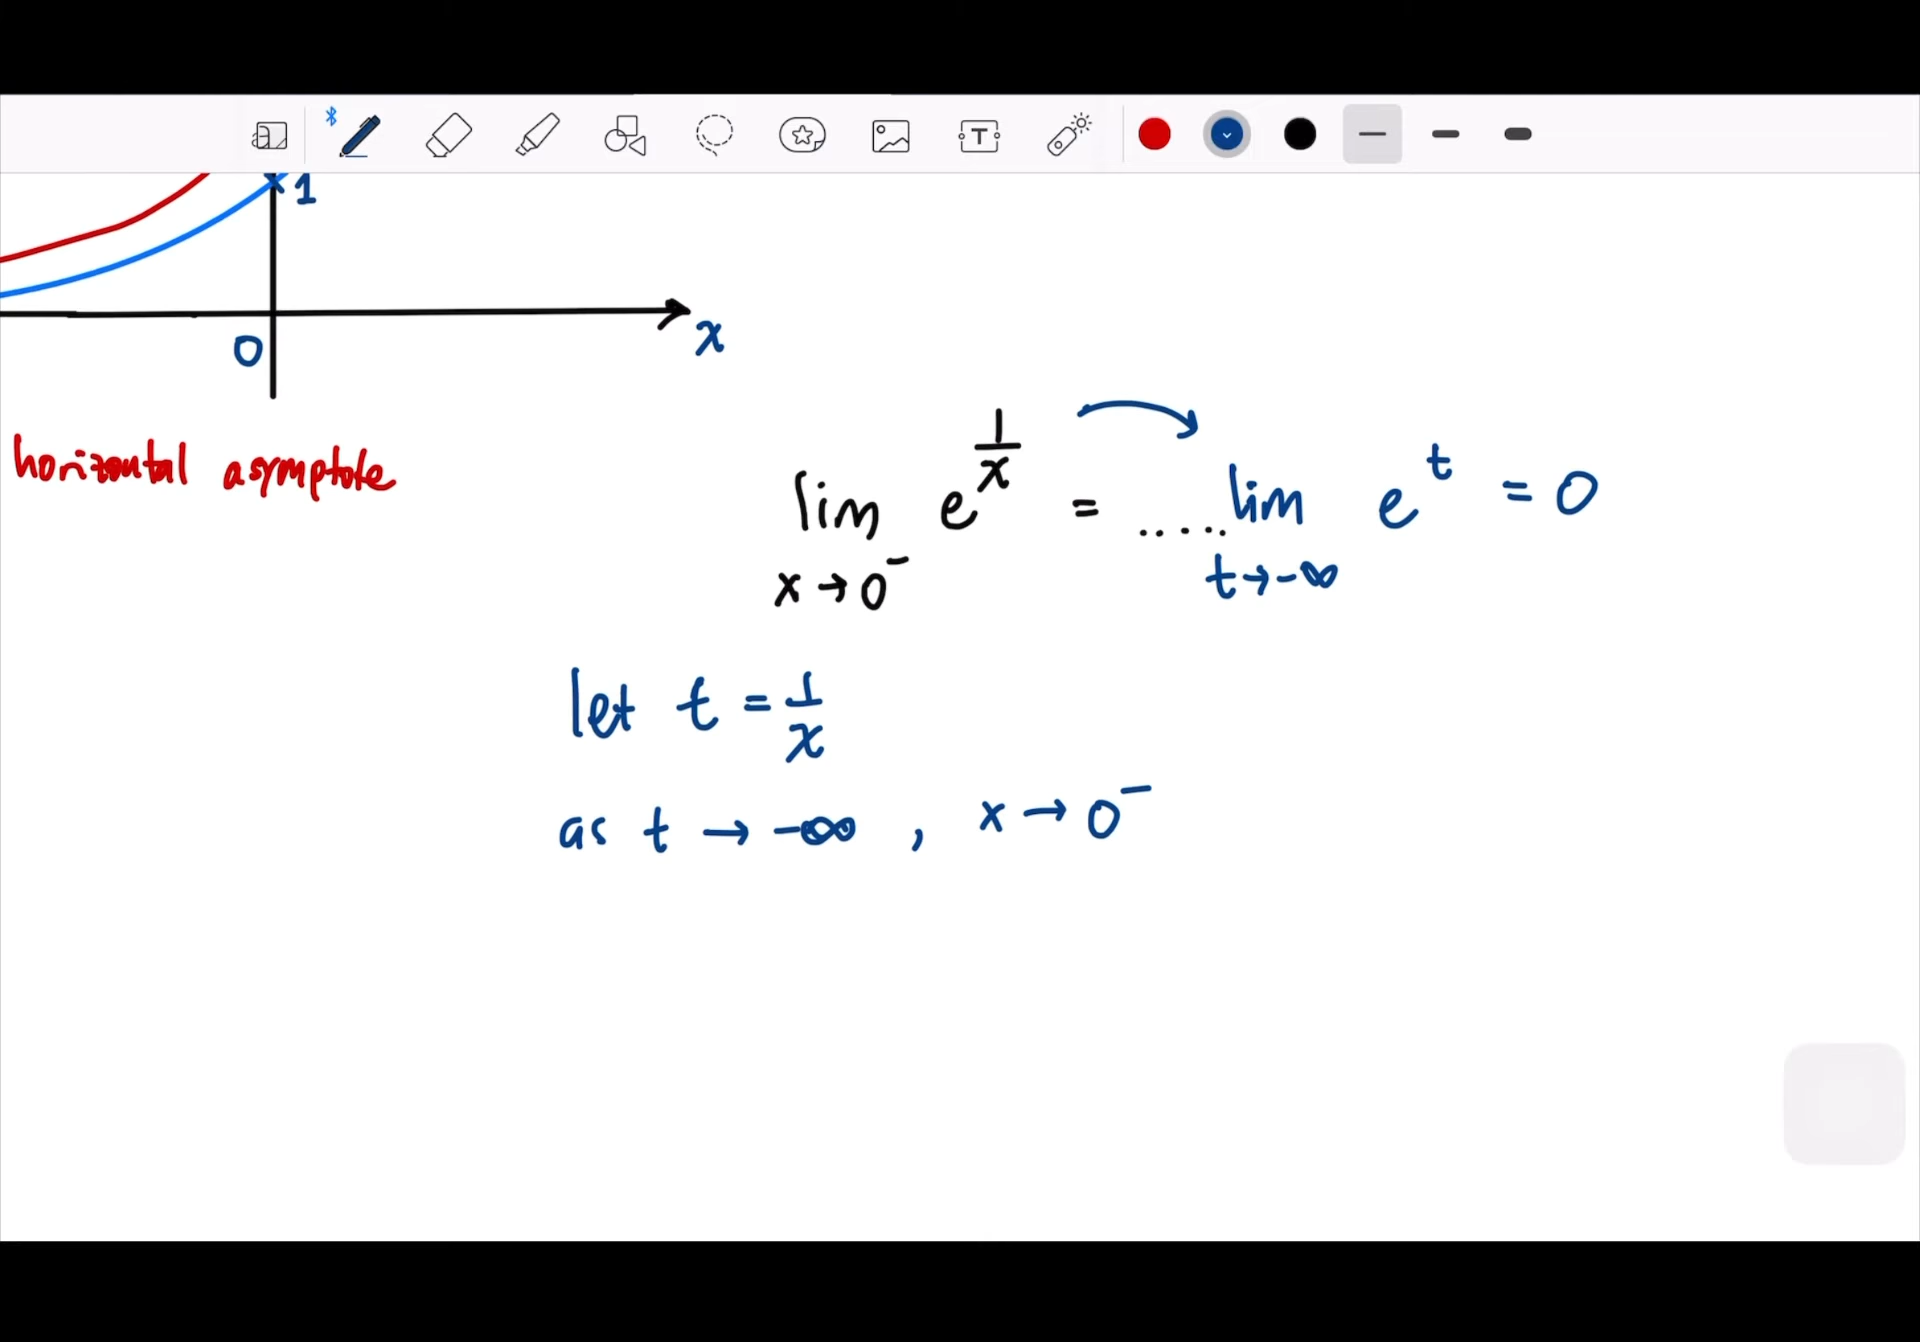 1
0
x
horizontal asymptote
lim e^{1/x} = ..... lim e^t = 0
x→0⁻ t→-∞
let t = 1/x
as t → -∞ , x → 0⁻